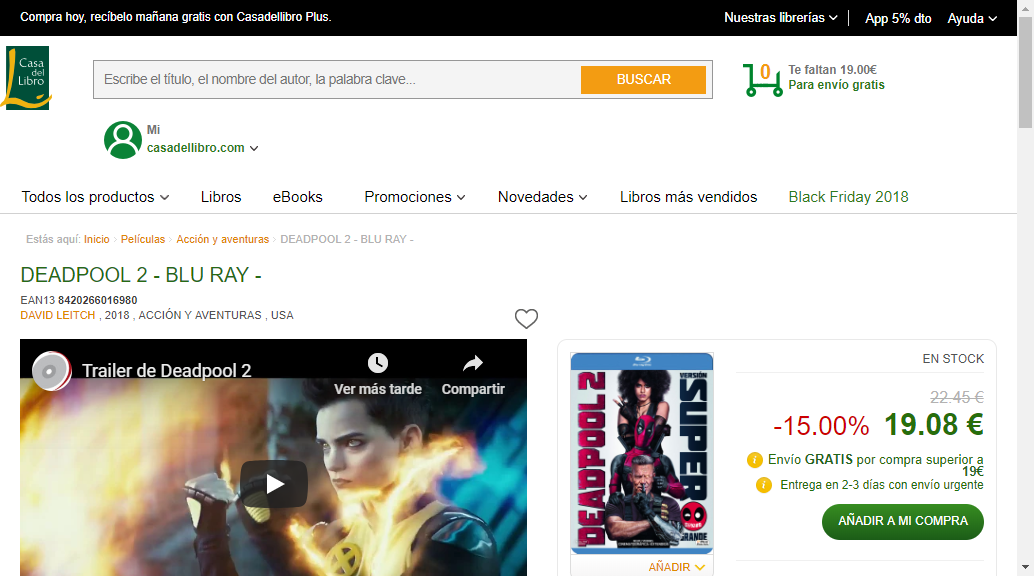 Compra hoy, recíbelo mañana gratis con Casadellibro Plus.
Nuestras librerías
App 5% dto
Ayuda
Casa
del
Libro
Escribe el título, el nombre del autor, la palabra clave...
BUSCAR
0
Te faltan 19.00€
Para envío gratis
Mi
casadellibro.com
Todos los productos
Libros
eBooks
Promociones
Novedades
Libros más vendidos
Black Friday 2018
Estás aquí: Inicio › Películas › Acción y aventuras › DEADPOOL 2 - BLU RAY -
DEADPOOL 2 - BLU RAY -
EAN13 8420266016980
DAVID LEITCH , 2018 , ACCIÓN Y AVENTURAS , USA
Trailer de Deadpool 2
Ver más tarde
Compartir
DEADPOOL 2
VERSIÓN
SUPER
GRANDE
AÑADIR
EN STOCK
22.45 €
-15.00% 19.08 €
Envío GRATIS por compra superior a
19€
Entrega en 2-3 días con envío urgente
AÑADIR A MI COMPRA